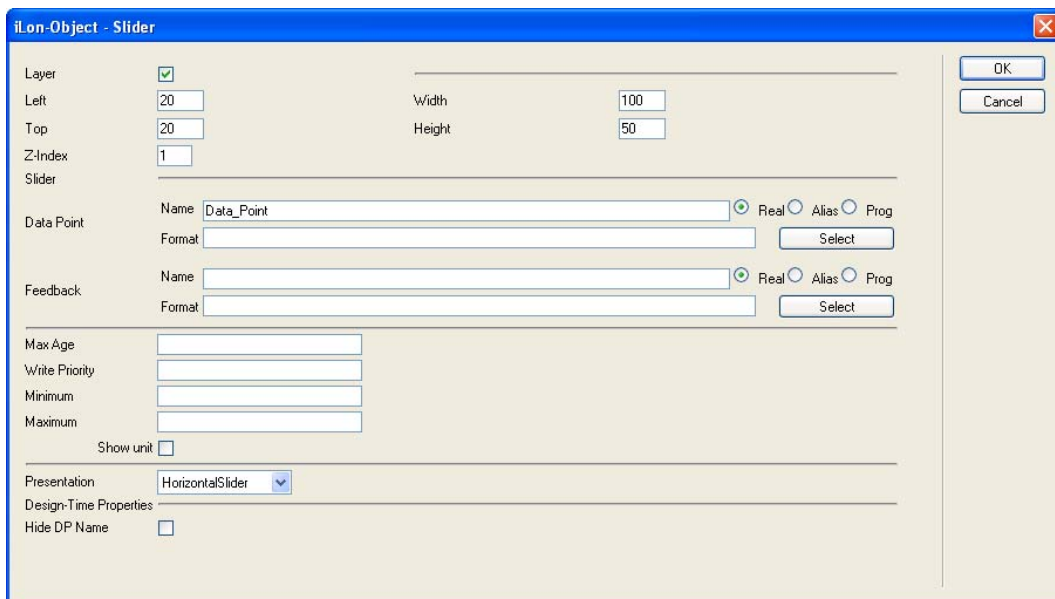 iLon-Object - Slider
OK
Cancel
Layer
Left 20 Width 100
Top 20 Height 50
Z-Index 1
Slider
Data Point
Name Data_Point Real Alias Prog
Format Select
Feedback
Name Real Alias Prog
Format Select
Max Age
Write Priority
Minimum
Maximum
Show unit
Presentation HorizontalSlider
Design-Time Properties
Hide DP Name